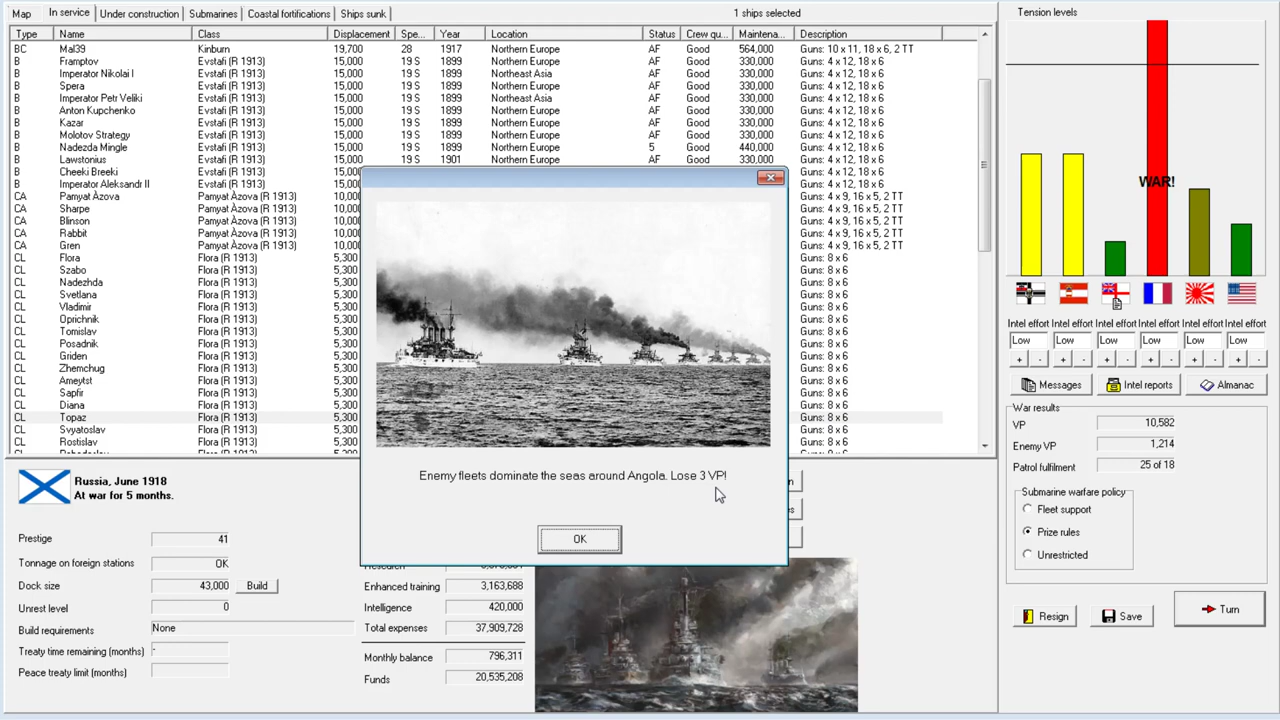 Map In service Under construction Submarines Coastal fortifications Ships sunk 1 ships selected
Type Name Class Displacement Spe... Year Location Status Crew qu... Maintena... Description
BC Mal39 Kinburn 19,700 28 1917 Northern Europe AF Good 564,000 Guns: 10 x 11, 18 x 6, 2 TT
B Framptov Evstafi (R 1913) 15,000 19 S 1899 Northern Europe AF Good 330,000 Guns: 4 x 12, 18 x 6
B Imperator Nikolai I Evstafi (R 1913) 15,000 19 S 1899 Northeast Asia AF Good 330,000 Guns: 4 x 12, 18 x 6
B Spera Evstafi (R 1913) 15,000 19 S 1899 Northern Europe AF Good 330,000 Guns: 4 x 12, 18 x 6
B Imperator Petr Veliki Evstafi (R 1913) 15,000 19 S 1899 Northeast Asia AF Good 330,000 Guns: 4 x 12, 18 x 6
B Anton Kupchenko Evstafi (R 1913) 15,000 19 S 1899 Northern Europe AF Good 330,000 Guns: 4 x 12, 18 x 6
B Kazar Evstafi (R 1913) 15,000 19 S 1899 Northern Europe AF Good 330,000 Guns: 4 x 12, 18 x 6
B Molotov Strategy Evstafi (R 1913) 15,000 19 S 1899 Northern Europe AF Good 330,000 Guns: 4 x 12, 18 x 6
B Nadezda Mingle Evstafi (R 1913) 15,000 19 S 1899 Northern Europe 5 Good 440,000 Guns: 4 x 12, 18 x 6
B Lawstonius Evstafi (R 1913) 15,000 19 S 1901 Northern Europe AF Good 330,000 Guns: 4 x 12, 18 x 6
B Cheeki Breeki Evstafi (R 1913) 15,000 Guns: 4 x 12, 18 x 6
B Imperator Aleksandr II Evstafi (R 1913) 15,000 Guns: 4 x 12, 18 x 6
CA Pamyat Azova Pamyat Àzova (R 1913) 10,000 Guns: 4 x 9, 16 x 5, 2 TT
CA Sharpe Pamyat Àzova (R 1913) 10,000 Guns: 4 x 9, 16 x 5, 2 TT
CA Blinson Pamyat Àzova (R 1913) 10,000 Guns: 4 x 9, 16 x 5, 2 TT
CA Rabbit Pamyat Àzova (R 1913) 10,000 Guns: 4 x 9, 16 x 5, 2 TT
CA Gren Pamyat Àzova (R 1913) 10,000 Guns: 4 x 9, 16 x 5, 2 TT
CL Flora Flora (R 1913) 5,300 Guns: 8 x 6
CL Szabo Flora (R 1913) 5,300 Guns: 8 x 6
CL Nadezhda Flora (R 1913) 5,300 Guns: 8 x 6
CL Svetlana Flora (R 1913) 5,300 Guns: 8 x 6
CL Vladimir Flora (R 1913) 5,300 Guns: 8 x 6
CL Oprichnik Flora (R 1913) 5,300 Guns: 8 x 6
CL Tomislav Flora (R 1913) 5,300 Guns: 8 x 6
CL Posadnik Flora (R 1913) 5,300 Guns: 8 x 6
CL Griden Flora (R 1913) 5,300 Guns: 8 x 6
CL Zhemchug Flora (R 1913) 5,300 Guns: 8 x 6
CL Ameytst Flora (R 1913) 5,300 Guns: 8 x 6
CL Sapfir Flora (R 1913) 5,300 Guns: 8 x 6
CL Diana Flora (R 1913) 5,300 Guns: 8 x 6
CL Topaz Flora (R 1913) 5,300 Guns: 8 x 6
CL Svyatoslav Flora (R 1913) 5,300 Guns: 8 x 6
CL Rostislav Flora (R 1913) 5,300 Guns: 8 x 6
Enemy fleets dominate the seas around Angola. Lose 3 VP!
OK
Russia, June 1918
At war for 5 months.
Prestige 41
Tonnage on foreign stations OK
Dock size 43,000 Build
Unrest level 0
Build requirements None
Treaty time remaining (months) -
Peace treaty limit (months)
Enhanced training 3,163,688
Intelligence 420,000
Total expenses 37,909,728
Monthly balance 796,311
Funds 20,535,208
Tension levels
WAR!
Intel effort Intel effort Intel effort Intel effort Intel effort Intel effort
Low Low Low Low Low Low
+ - + - + - + - + - + -
Messages Intel reports Almanac
War results
VP 10,582
Enemy VP 1,214
Patrol fulfilment 25 of 18
Submarine warfare policy
Fleet support
Prize rules
Unrestricted
Resign Save Turn